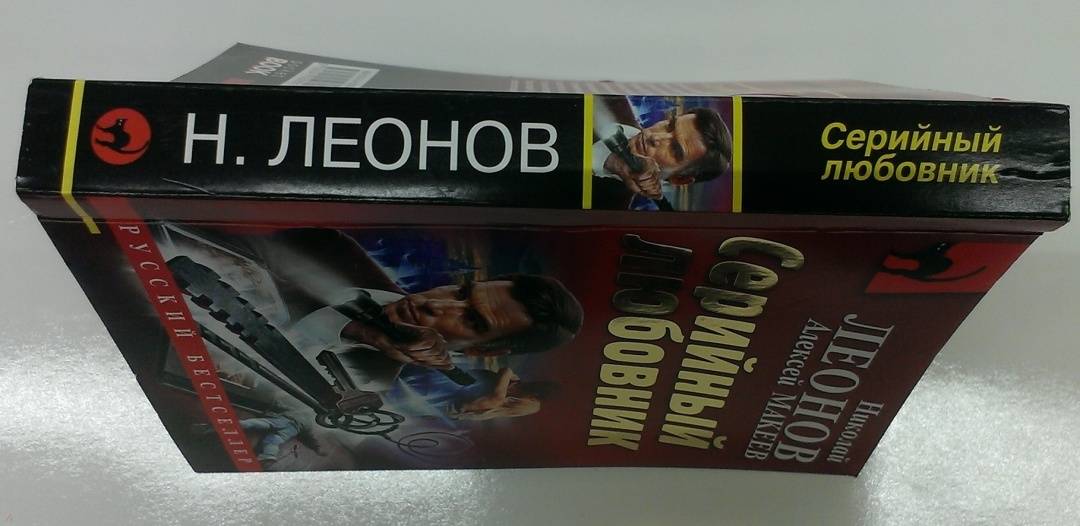 Н. ЛЕОНОВ
Серийный
любовник
Николай
ЛЕОНОВ
Алексей МАКЕЕВ
Серийный
любовник
РУССКИЙ БЕСТСЕЛЛЕР